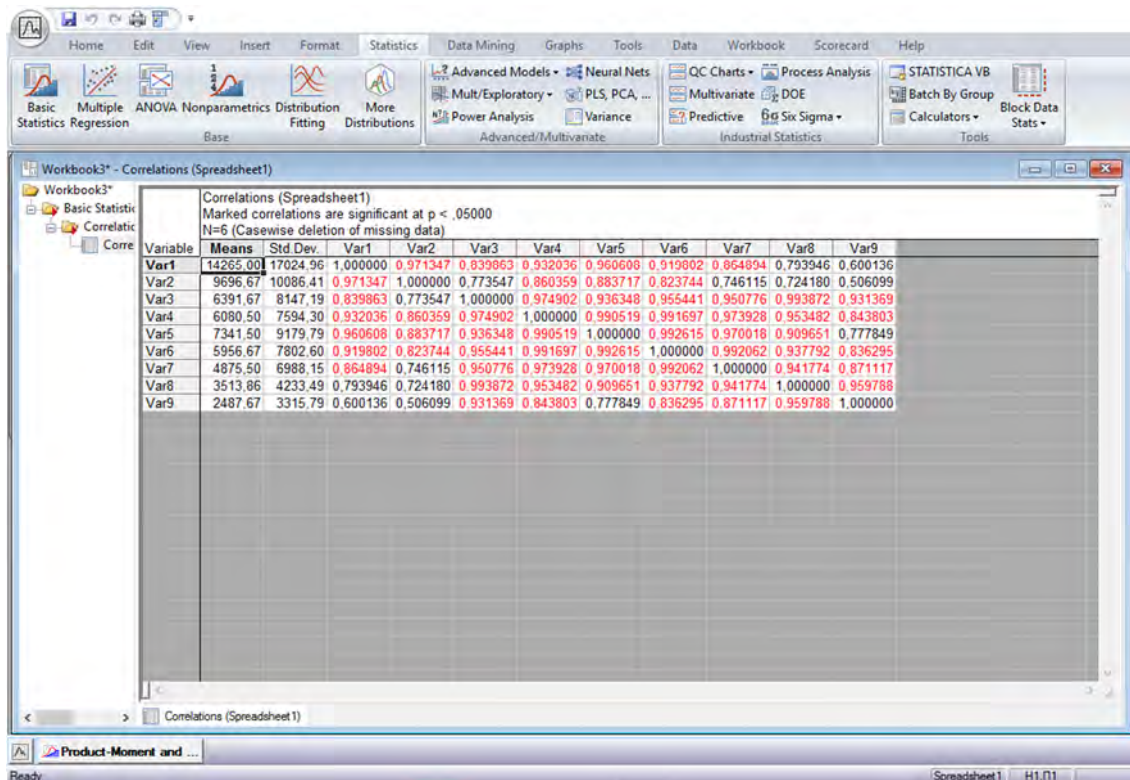 Home Edit View Insert Format Statistics Data Mining Graphs Tools Data Workbook Scorecard Help
Basic Statistics
Multiple Regression
ANOVA
Nonparametrics
Distribution Fitting
More Distributions
Base
Advanced Models
Neural Nets
Mult/Exploratory
PLS, PCA, ...
Power Analysis
Variance
Advanced/Multivariate
QC Charts
Process Analysis
Multivariate
DOE
Predictive
6σ Six Sigma
Industrial Statistics
STATISTICA VB
Batch By Group
Calculators
Block Data Stats
Tools
Workbook3* - Correlations (Spreadsheet1)
Workbook3*
Basic Statistic
Correlatic
Corre
Correlations (Spreadsheet1)
Marked correlations are significant at p < ,05000
N=6 (Casewise deletion of missing data)
Variable Means Std.Dev. Var1 Var2 Var3 Var4 Var5 Var6 Var7 Var8 Var9
Var1 14265,00 17024,96 1,000000 0,971347 0,839863 0,932036 0,960608 0,919802 0,864894 0,793946 0,600136
Var2 9696,67 10086,41 0,971347 1,000000 0,773547 0,860359 0,883717 0,823744 0,746115 0,724180 0,506099
Var3 6391,67 8147,19 0,839863 0,773547 1,000000 0,974902 0,936348 0,955441 0,950776 0,993872 0,931369
Var4 6080,50 7594,30 0,932036 0,860359 0,974902 1,000000 0,990519 0,991697 0,973928 0,953482 0,843803
Var5 7341,50 9179,79 0,960608 0,883717 0,936348 0,990519 1,000000 0,992615 0,970018 0,909651 0,777849
Var6 5956,67 7802,60 0,919802 0,823744 0,955441 0,991697 0,992615 1,000000 0,992062 0,937792 0,836295
Var7 4875,50 6988,15 0,864894 0,746115 0,950776 0,973928 0,970018 0,992062 1,000000 0,941774 0,871117
Var8 3513,86 4233,49 0,793946 0,724180 0,993872 0,953482 0,909651 0,937792 0,941774 1,000000 0,959788
Var9 2487,67 3315,79 0,600136 0,506099 0,931369 0,843803 0,777849 0,836295 0,871117 0,959788 1,000000
Correlations (Spreadsheet1)
Product-Moment and ...
Ready
Spreadsheet1 Н1,П1